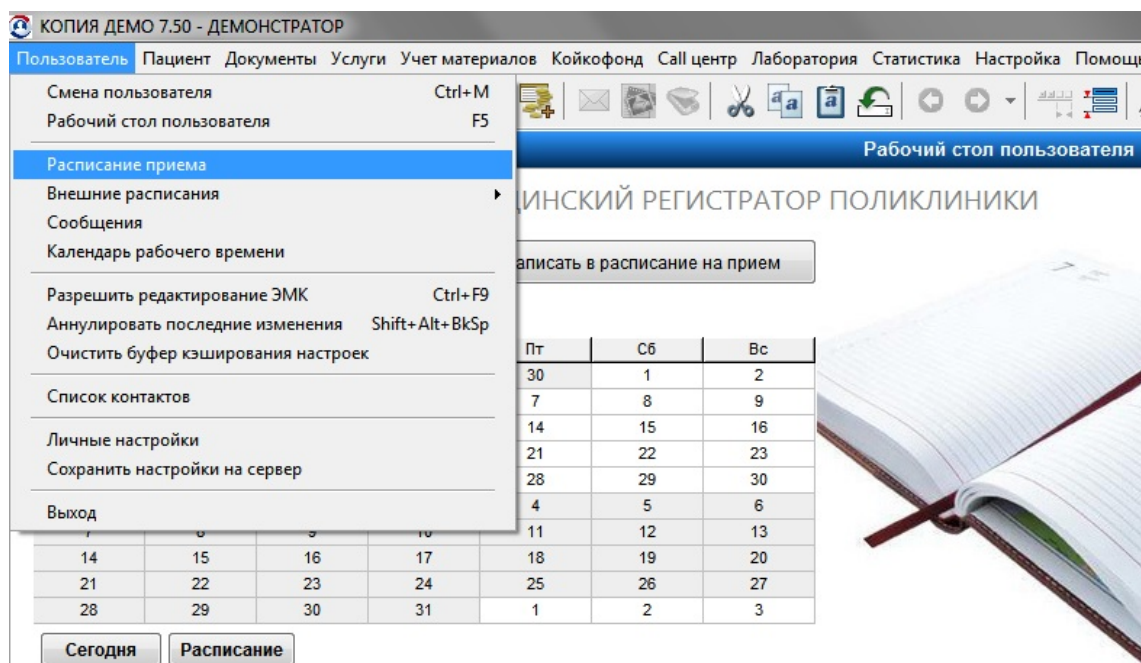 КОПИЯ ДЕМО 7.50 - ДЕМОНСТРАТОР
Пользователь Пациент Документы Услуги Учет материалов Койкофонд Call центр Лаборатория Статистика Настройка
Смена пользователя Ctrl+M
Рабочий стол пользователя F5
Расписание приема
Внешние расписания
Сообщения
Календарь рабочего времени
Разрешить редактирование ЭМК Ctrl+F9
Аннулировать последние изменения Shift+Alt+BkSp
Очистить буфер кэширования настроек
Список контактов
Личные настройки
Сохранить настройки на сервер
Выход
Рабочий стол пользователя
РЕГИСТРАТОР ПОЛИКЛИНИКИ
в расписание на прием
Пт Сб Вс
30 1 2
7 8 9
14 15 16
21 22 23
28 29 30
4 5 6
11 12 13
14 15 16 17 18 19 20
21 22 23 24 25 26 27
28 29 30 31 1 2 3
Сегодня Расписание